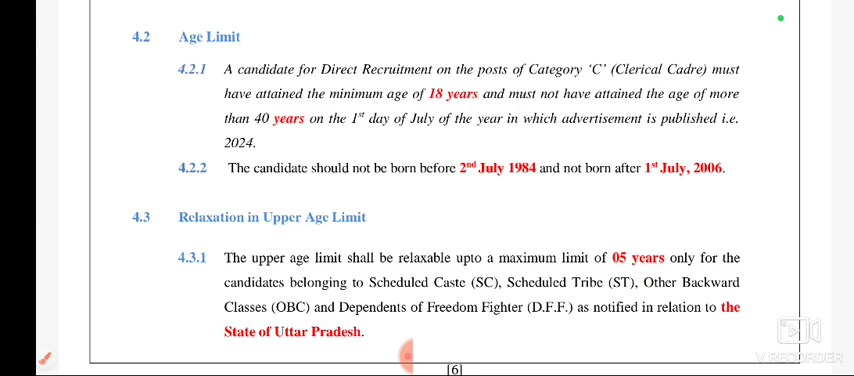 4.2 Age Limit
4.2.1 A candidate for Direct Recruitment on the posts of Category ‘C’ (Clerical Cadre) must
have attained the minimum age of 18 years and must not have attained the age of more
than 40 years on the 1st day of July of the year in which advertisement is published i.e.
2024.
4.2.2 The candidate should not be born before 2nd July 1984 and not born after 1st July, 2006.
4.3 Relaxation in Upper Age Limit
4.3.1 The upper age limit shall be relaxable upto a maximum limit of 05 years only for the
candidates belonging to Scheduled Caste (SC), Scheduled Tribe (ST), Other Backward
Classes (OBC) and Dependents of Freedom Fighter (D.F.F.) as notified in relation to the
State of Uttar Pradesh.
[6]
V RECORDER